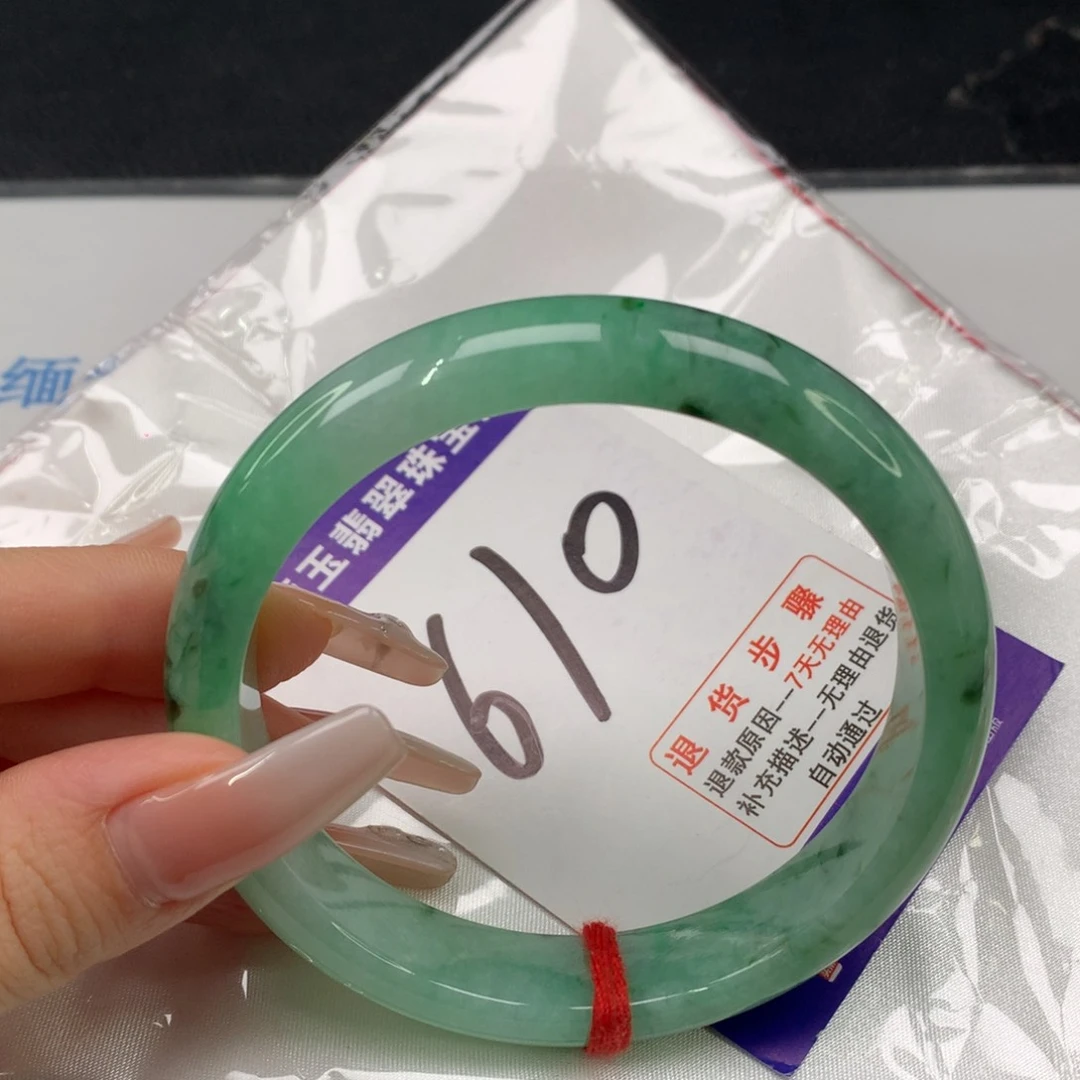 缅
玉翡翠珠宝
610
退货步骤
退款原因--7天无理由
补充描述--无理由退货
自动通过